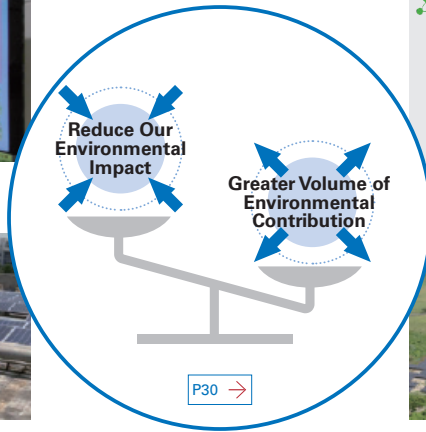 Reduce Our
Environmental
Impact
Greater Volume of
Environmental
Contribution
P30